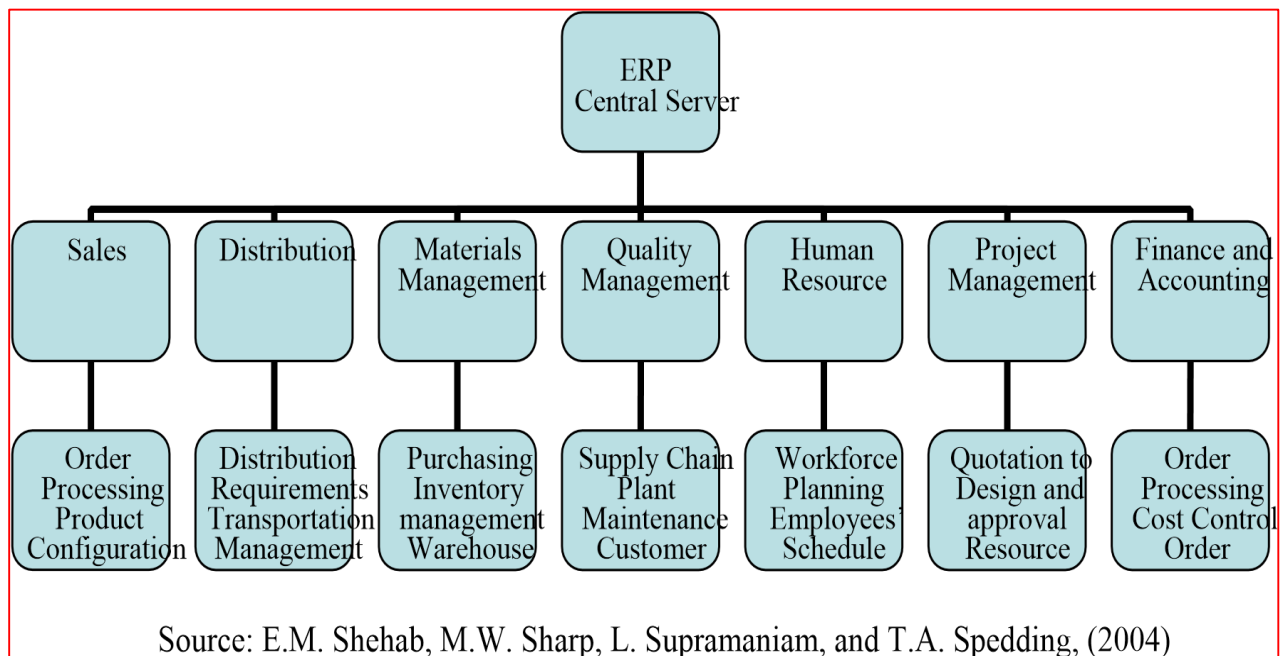 ERP
Central Server
Sales
Distribution
Materials
Management
Quality
Management
Human
Resource
Project
Management
Finance and
Accounting
Order
Processing
Product
Configuration
Distribution
Requirements
Transportation
Management
Purchasing
Inventory
management
Warehouse
Supply Chain
Plant
Maintenance
Customer
Workforce
Planning
Employees’
Schedule
Quotation to
Design and
approval
Resource
Order
Processing
Cost Control
Order
Source: E.M. Shehab, M.W. Sharp, L. Supramaniam, and T.A. Spedding, (2004)